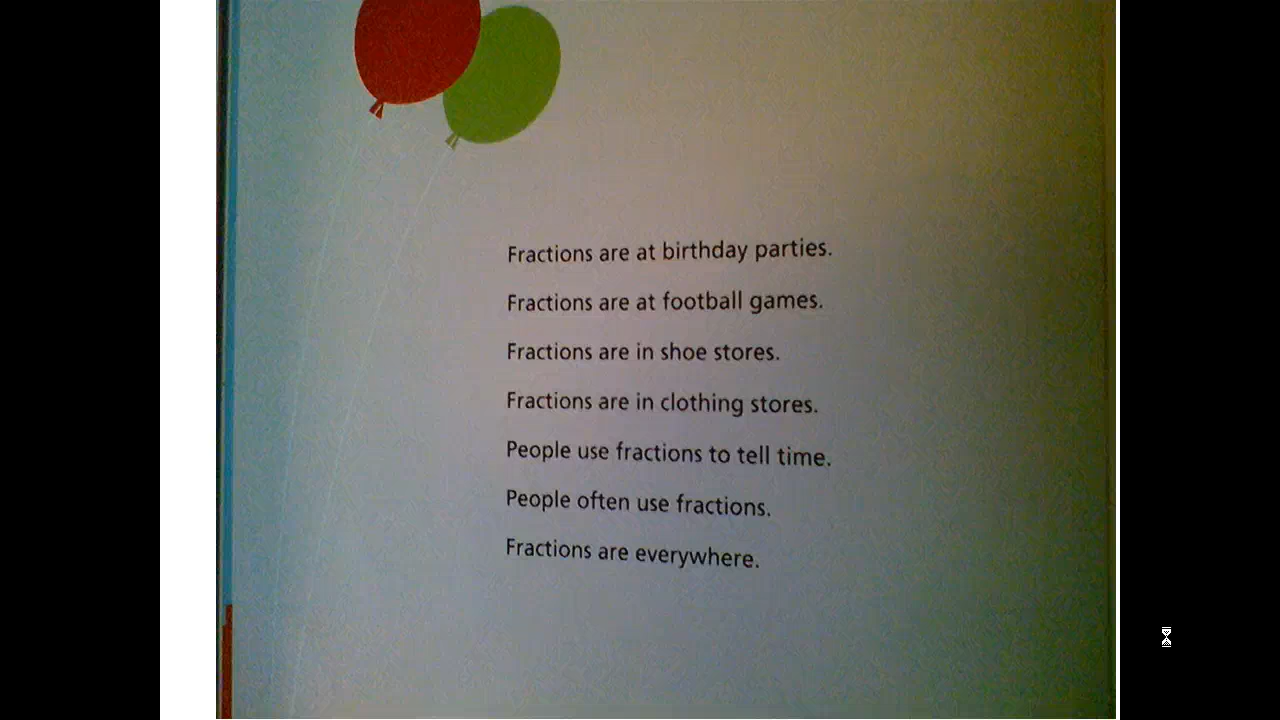 Fractions are at birthday parties.
Fractions are at football games.
Fractions are in shoe stores.
Fractions are in clothing stores.
People use fractions to tell time.
People often use fractions.
Fractions are everywhere.